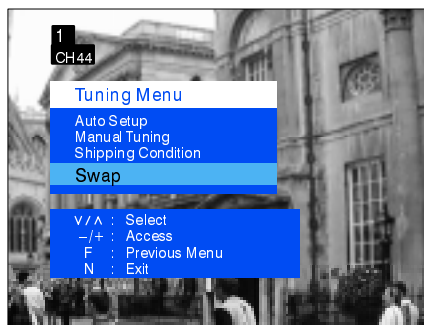 1
CH44
Tuning Menu
Auto Setup
Manual Tuning
Shipping Condition
Swap
∨/∧ : Select
−/+ : Access
F : Previous Menu
N : Exit